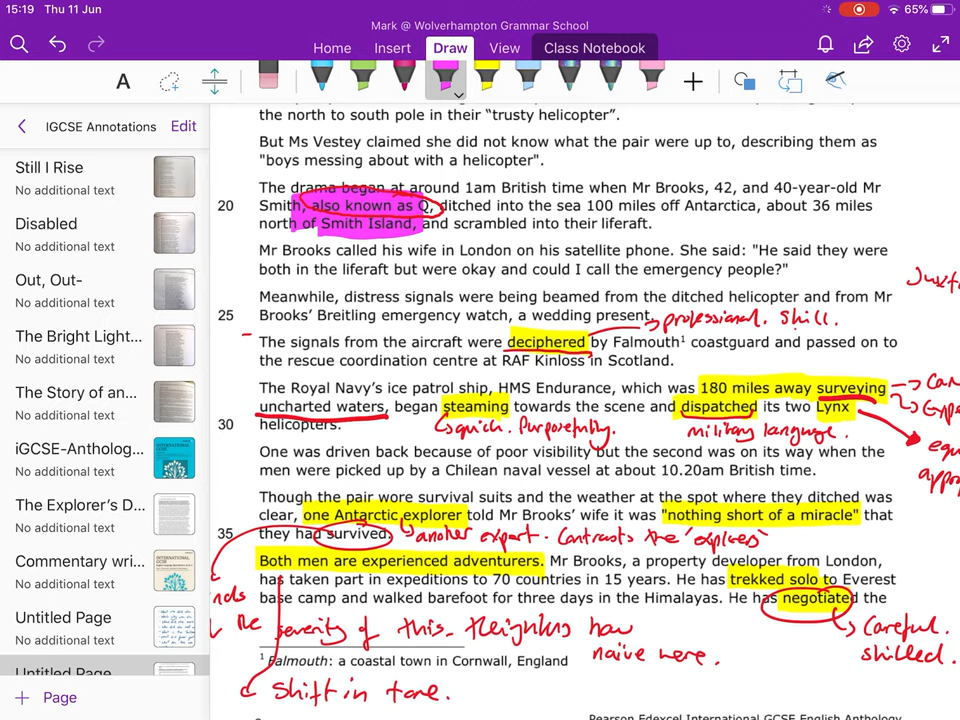 15:19 Thu 11 Jun
65%
Mark @ Wolverhampton Grammar School
Home Insert Draw View Class Notebook
A
IGCSE Annotations Edit
Still I Rise
No additional text
Disabled
No additional text
Out, Out-
No additional text
The Bright Light...
No additional text
The Story of an...
No additional text
iGCSE-Antholog...
No additional text
The Explorer's D...
No additional text
Commentary wri...
No additional text
Untitled Page
No additional text
Untitled Page
+ Page
the north to south pole in their "trusty helicopter".
But Ms Vestey claimed she did not know what the pair were up to, describing them as
"boys messing about with a helicopter".
The drama began at around 1am British time when Mr Brooks, 42, and 40-year-old Mr
20 Smith, also known as Q, ditched into the sea 100 miles off Antarctica, about 36 miles
north of Smith Island, and scrambled into their liferaft.
Mr Brooks called his wife in London on his satellite phone. She said: "He said they were
both in the liferaft but were okay and could I call the emergency people?"
Meanwhile, distress signals were being beamed from the ditched helicopter and from Mr
25 Brooks' Breitling emergency watch, a wedding present.
professional. Skill.
The signals from the aircraft were deciphered by Falmouth¹ coastguard and passed on to
the rescue coordination centre at RAF Kinloss in Scotland.
The Royal Navy's ice patrol ship, HMS Endurance, which was 180 miles away surveying
uncharted waters, began steaming towards the scene and dispatched its two Lynx
30 helicopters.
quick. Purposefully. military language.
One was driven back because of poor visibility but the second was on its way when the
men were picked up by a Chilean naval vessel at about 10.20am British time.
Though the pair wore survival suits and the weather at the spot where they ditched was
clear, one Antarctic explorer told Mr Brooks' wife it was "nothing short of a miracle" that
35 they had survived.
another expert. Contrasts the
Both men are experienced adventurers. Mr Brooks, a property developer from London,
has taken part in expeditions to 70 countries in 15 years. He has trekked solo to Everest
base camp and walked barefoot for three days in the Himalayas. He has negotiated the
severity of this. Heightens how
naive were.
Careful.
skilled.
¹ Falmouth: a coastal town in Cornwall, England
Shift in tone.
Pearson Edexcel International GCSE English Anthology